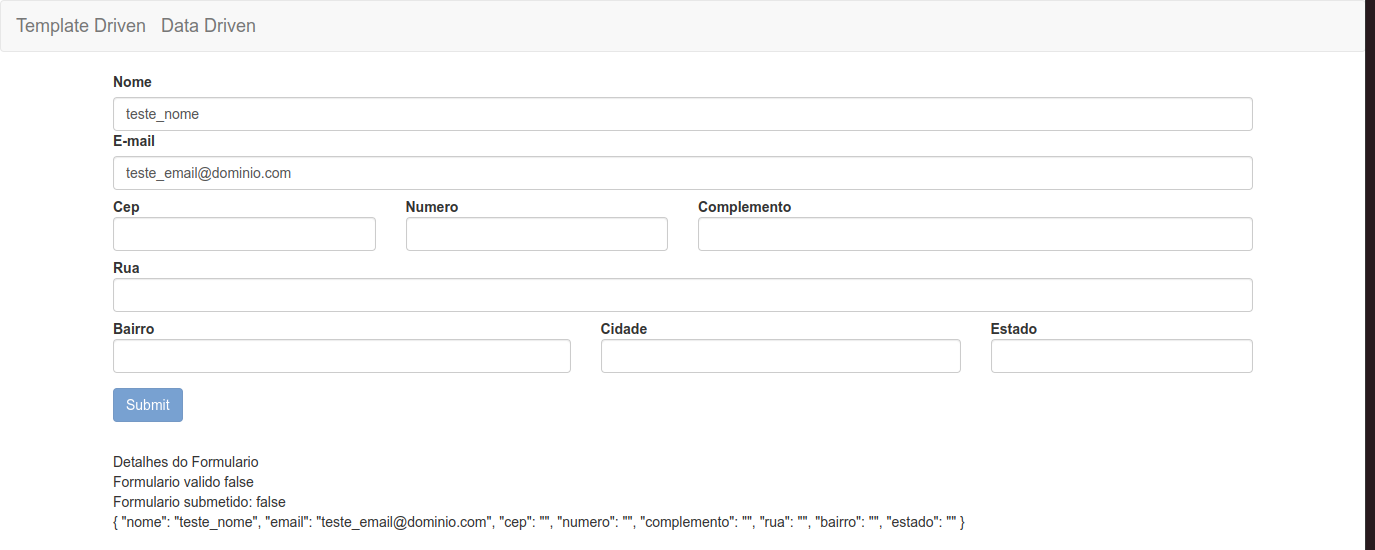 Template Driven Data Driven
Nome
teste_nome
E-mail
teste_email@dominio.com
Cep Numero Complemento
Rua
Bairro Cidade Estado
Submit
Detalhes do Formulario
Formulario valido false
Formulario submetido: false
{ "nome": "teste_nome", "email": "teste_email@dominio.com", "cep": "", "numero": "", "complemento": "", "rua": "", "bairro": "", "estado": "" }